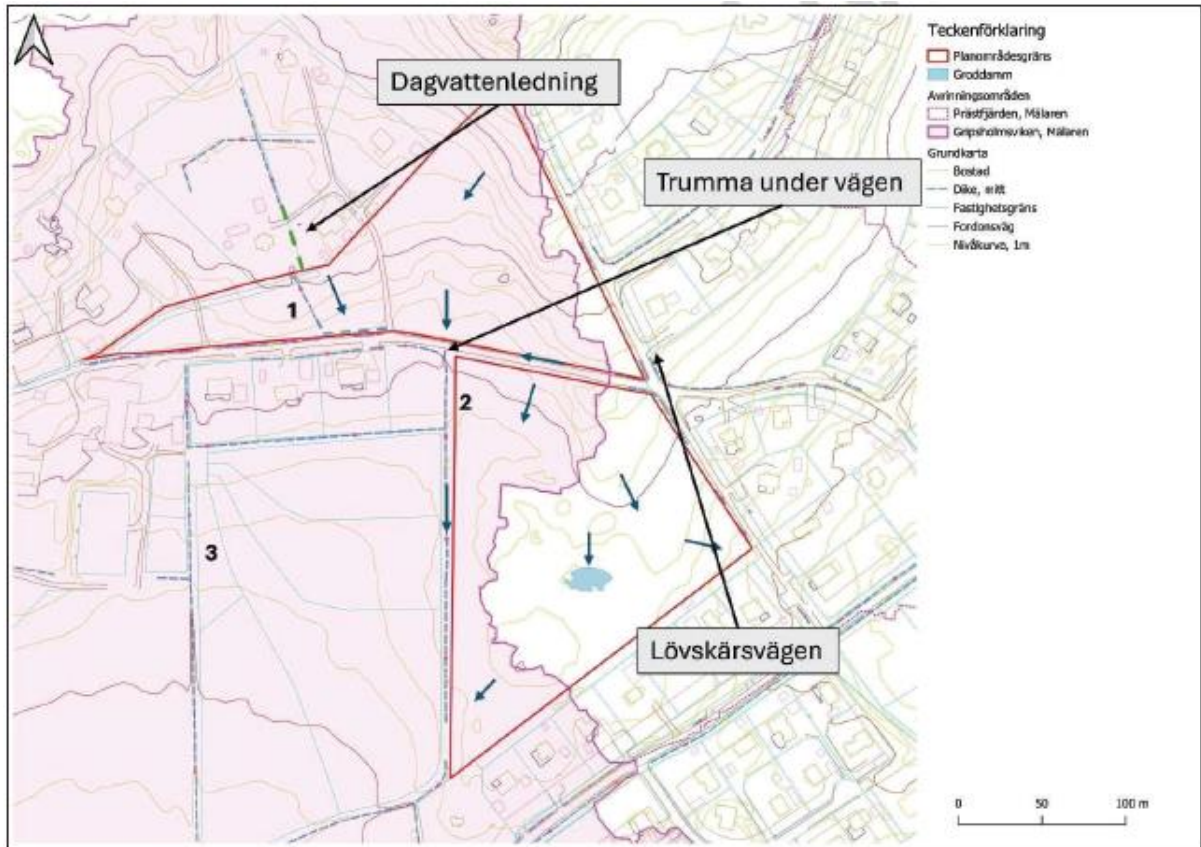 Dagvattenledning
Trumma under vägen
1
2
3
Lövskärsvägen
Teckenförklaring
Planområdesgräns
Groddamm
Avrinningsområden
Prästfjärden, Mälaren
Gripsholmsviken, Mälaren
Grundkarta
Bostad
Dike, mitt
Fastighetsgräns
Fordonsväg
Nivåkurva, 1m
0 50 100 m